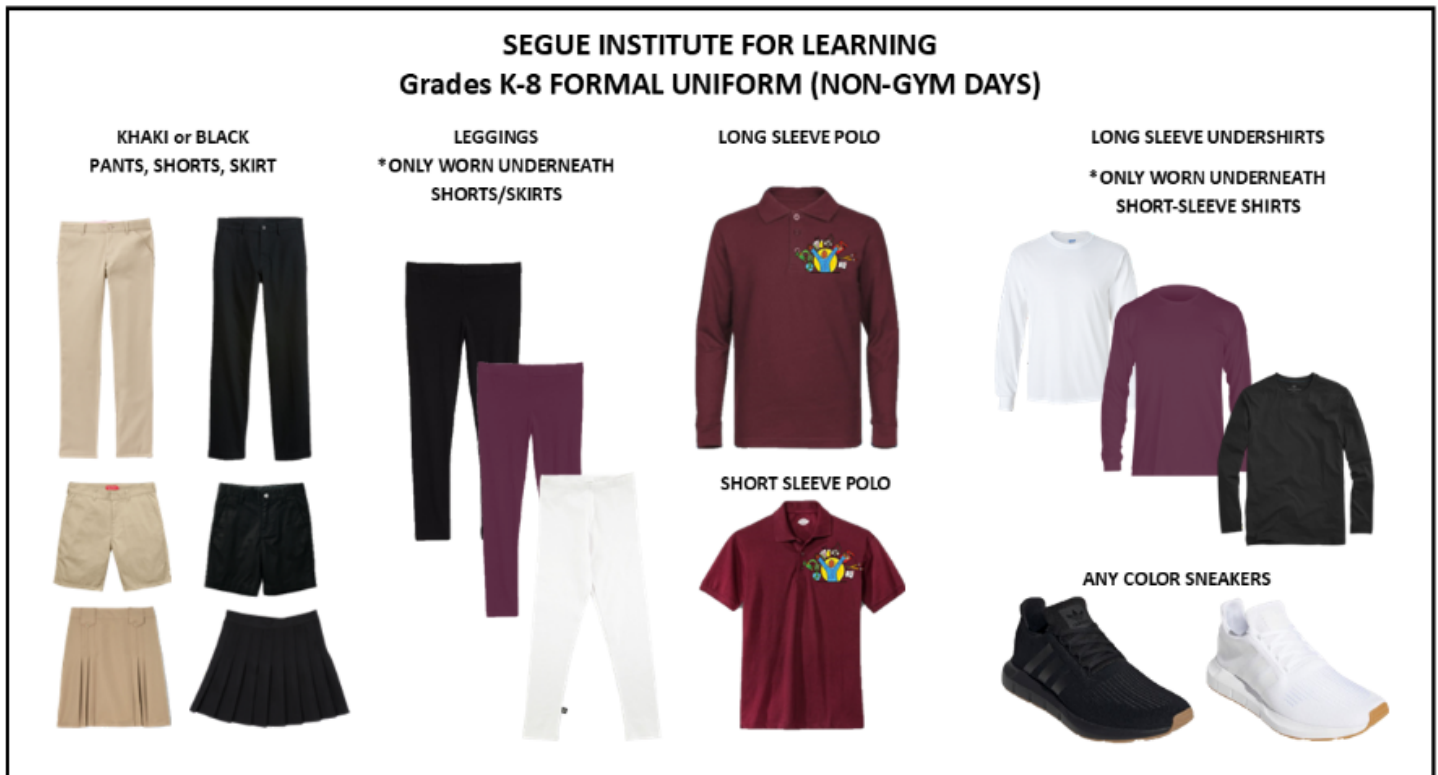 SEGUE INSTITUTE FOR LEARNING
Grades K-8 FORMAL UNIFORM (NON-GYM DAYS)
KHAKI or BLACK
PANTS, SHORTS, SKIRT
LEGGINGS
*ONLY WORN UNDERNEATH
SHORTS/SKIRTS
LONG SLEEVE POLO
SHORT SLEEVE POLO
LONG SLEEVE UNDERSHIRTS
*ONLY WORN UNDERNEATH
SHORT-SLEEVE SHIRTS
ANY COLOR SNEAKERS